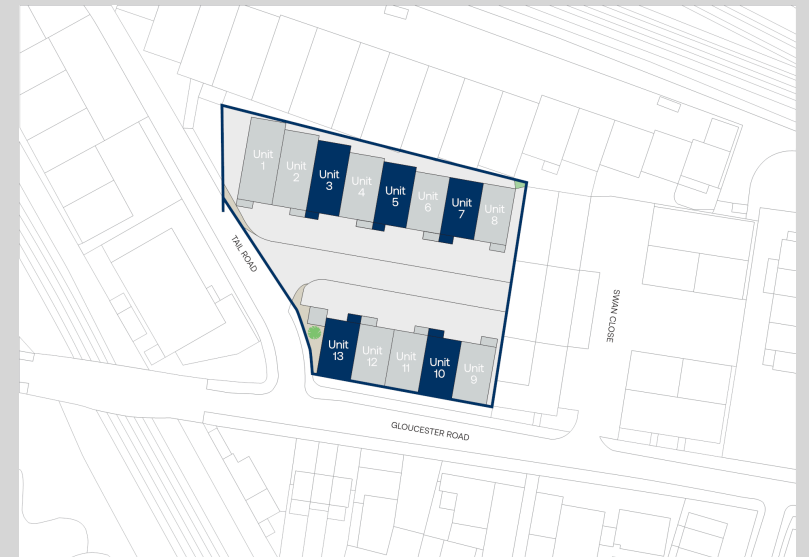 Unit
1
Unit
2
Unit
3
Unit
4
Unit
5
Unit
6
Unit
7
Unit
8
TAIL ROAD
SWAN CLOSE
Unit
13
Unit
12
Unit
11
Unit
10
Unit
9
GLOUCESTER ROAD